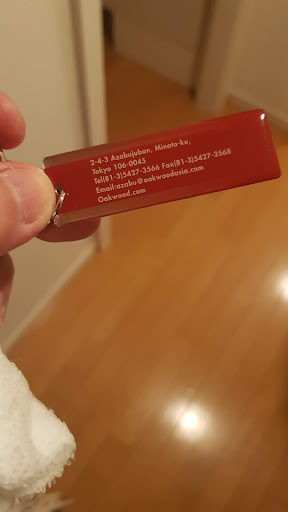 2-4-3 Azabujuban, Minato-ku,
Tokyo 106-0045
Tel(81-3)5427-3566 Fax(81-3)5427-3568
Email:azabu@oakwoodasia.com
Oakwood.com